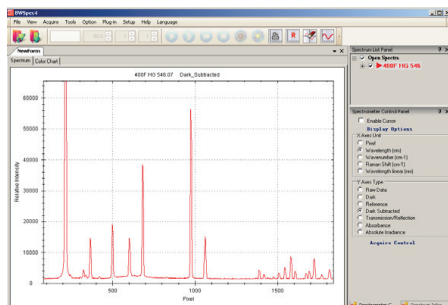 BWSpec4
File View Acquire Tools Option Plug-in Setup Help Language
NewForm
Spectrum Color Chart
400F HG 546.07 Dark_Subtracted
Relative Intensity
60000
50000
40000
30000
20000
10000
0
500 1000 1500
Pixel
Spectrum List Panel
Open Spectra
400F HG 546
Spectrometer Control Panel
Enable Cursor
Display Options
X Axes Unit
Pixel
Wavelength (nm)
Wavenumber (cm-1)
Raman Shift (cm-1)
Wavelength linear (nm)
Y Axes Type
Raw Data
Dark
Reference
Dark Subtracted
Transmission/Reflection
Absorbance
Absolute Irradiance
Acquire Control